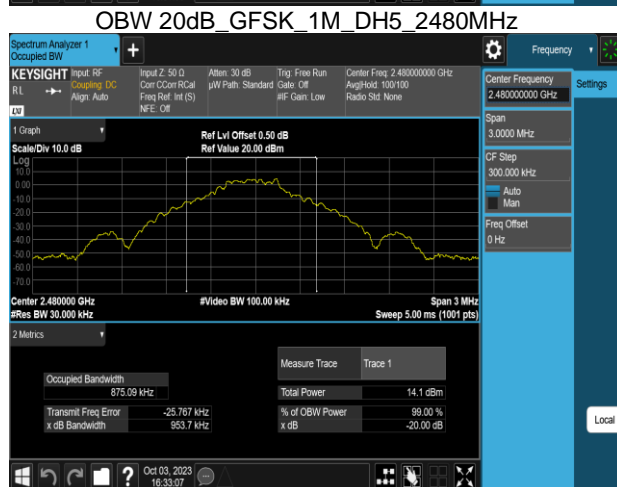 OBW 20dB_GFSK_1M_DH5_2480MHz
Spectrum Analyzer 1
Occupied BW
Frequency
KEYSIGHT Input: RF Input Z: 50 Ω Atten: 30 dB Trig: Free Run Center Freq: 2.480000000 GHz
RL Coupling: DC Corr CCorr RCal µW Path: Standard Gate: Off Avg|Hold: 100/100
Align: Auto Freq Ref: Int (S) #IF Gain: Low Radio Std: None
LXI NFE: Off
Center Frequency
2.480000000 GHz
Settings
Span
3.0000 MHz
CF Step
300.000 kHz
Auto
Man
Freq Offset
0 Hz
1 Graph
Ref Lvl Offset 0.50 dB
Scale/Div 10.0 dB Ref Value 20.00 dBm
Log
10.0
0.00
-10.0
-20.0
-30.0
-40.0
-50.0
-60.0
-70.0
Center 2.480000 GHz #Video BW 100.00 kHz Span 3 MHz
#Res BW 30.000 kHz Sweep 5.00 ms (1001 pts)
2 Metrics
Measure Trace Trace 1
Occupied Bandwidth
875.09 kHz Total Power 14.1 dBm
Transmit Freq Error -25.767 kHz % of OBW Power 99.00 %
x dB Bandwidth 953.7 kHz x dB -20.00 dB
Local
Oct 03, 2023
16:33:07